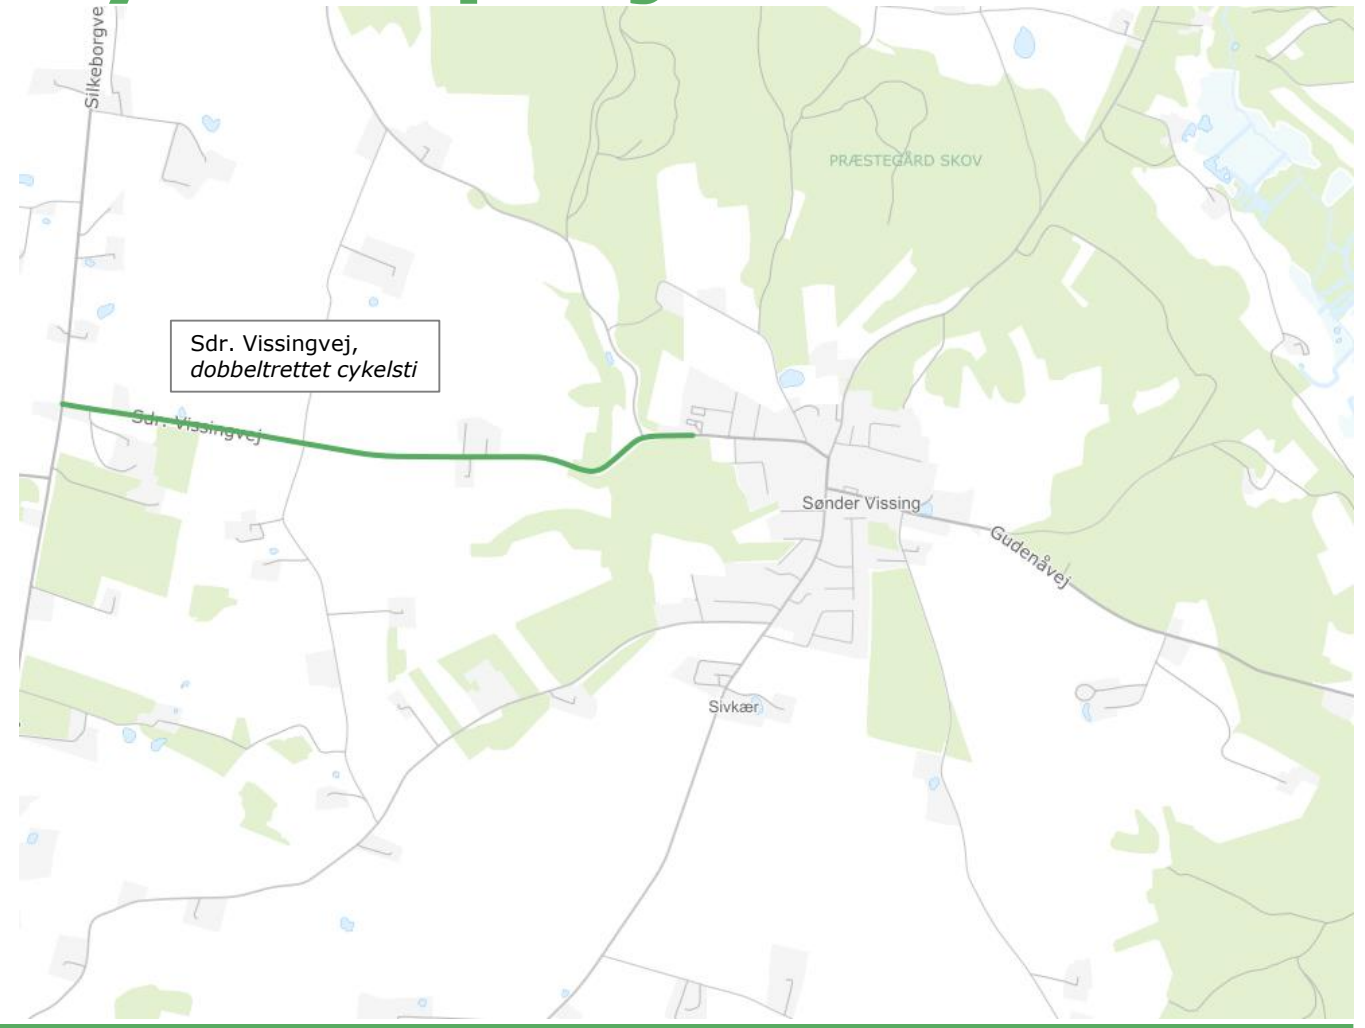 Silkeborgve
PRÆSTEGÅRD SKOV
Sdr. Vissingvej,
dobbeltrettet cykelsti
Sdr. Vissingvej
Sønder Vissing
Gudenåvej
Sivkær